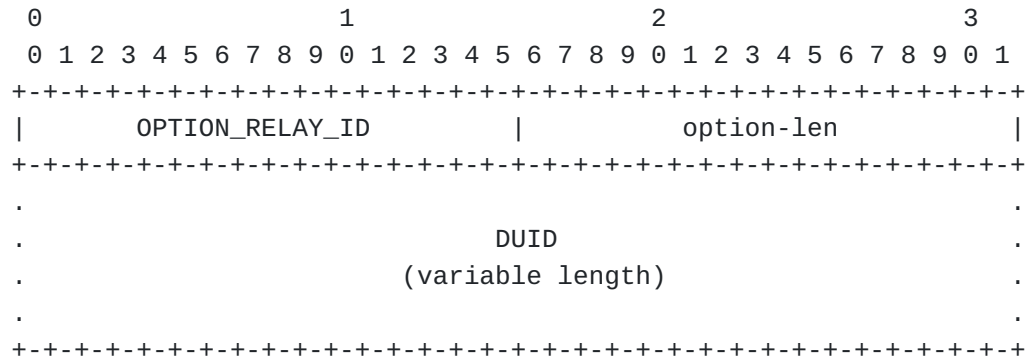 0                   1                   2                   3
 0 1 2 3 4 5 6 7 8 9 0 1 2 3 4 5 6 7 8 9 0 1 2 3 4 5 6 7 8 9 0 1
+-+-+-+-+-+-+-+-+-+-+-+-+-+-+-+-+-+-+-+-+-+-+-+-+-+-+-+-+-+-+-+-+
|       OPTION_RELAY_ID         |          option-len           |
+-+-+-+-+-+-+-+-+-+-+-+-+-+-+-+-+-+-+-+-+-+-+-+-+-+-+-+-+-+-+-+-+
.                                                               .
.                              DUID                             .
.                        (variable length)                      .
.                                                               .
+-+-+-+-+-+-+-+-+-+-+-+-+-+-+-+-+-+-+-+-+-+-+-+-+-+-+-+-+-+-+-+-+